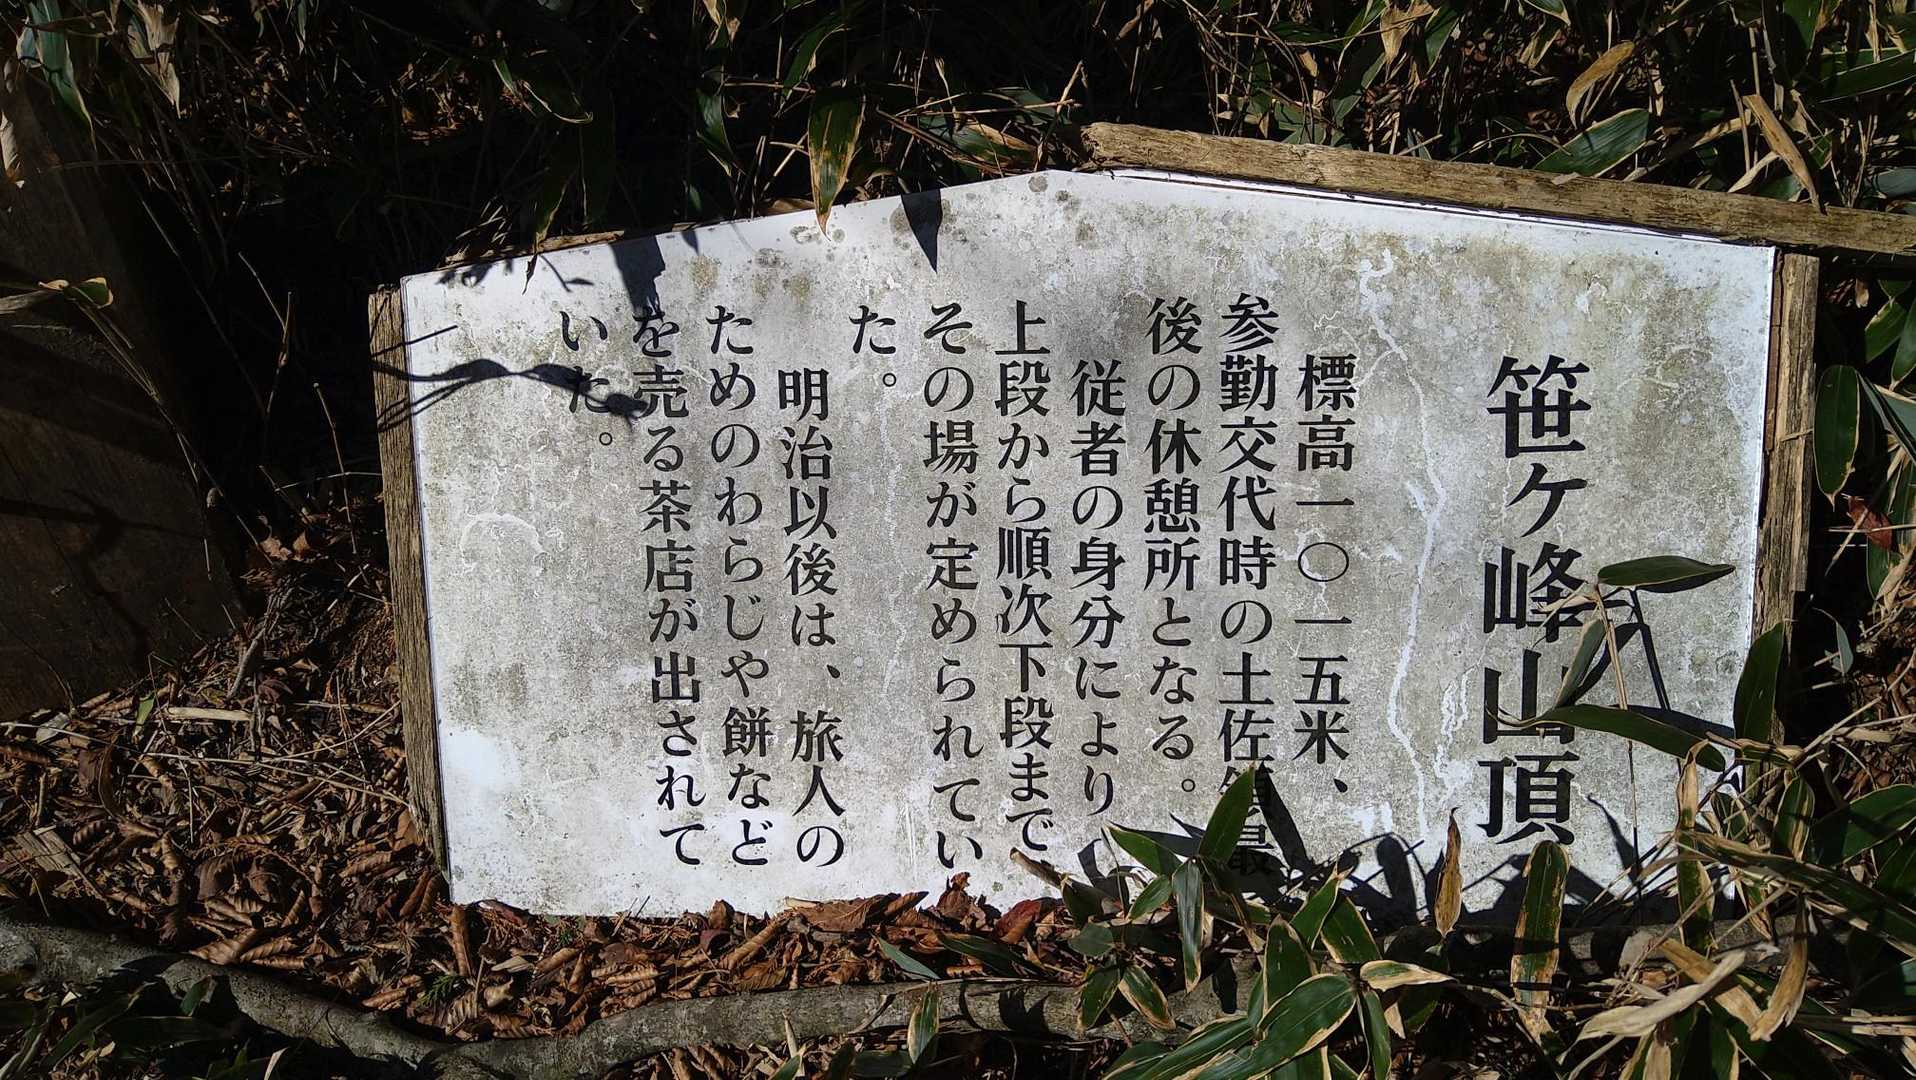 笹ケ峰山頂
標高一〇一五米、
参勤交代時の土佐領最
後の休憩所となる。
従者の身分により
上段から順次下段まで
その場が定められてい
た。
明治以後は、旅人の
ためのわらじや餅など
を売る茶店が出されて
いた。